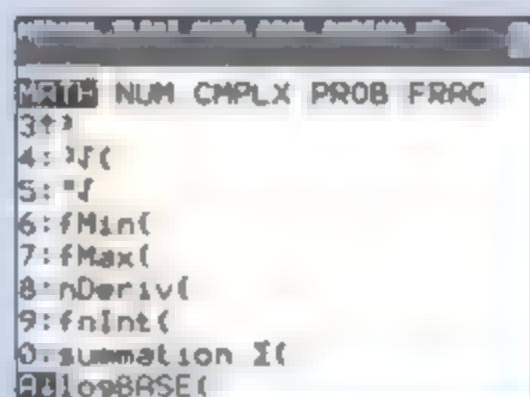 MATH NUM CMPLX PROB FRAC
3↑³
4:³√(
5:ˣ√
6:fMin(
7:fMax(
8:nDeriv(
9:fnInt(
0:summation Σ(
A↓logBASE(